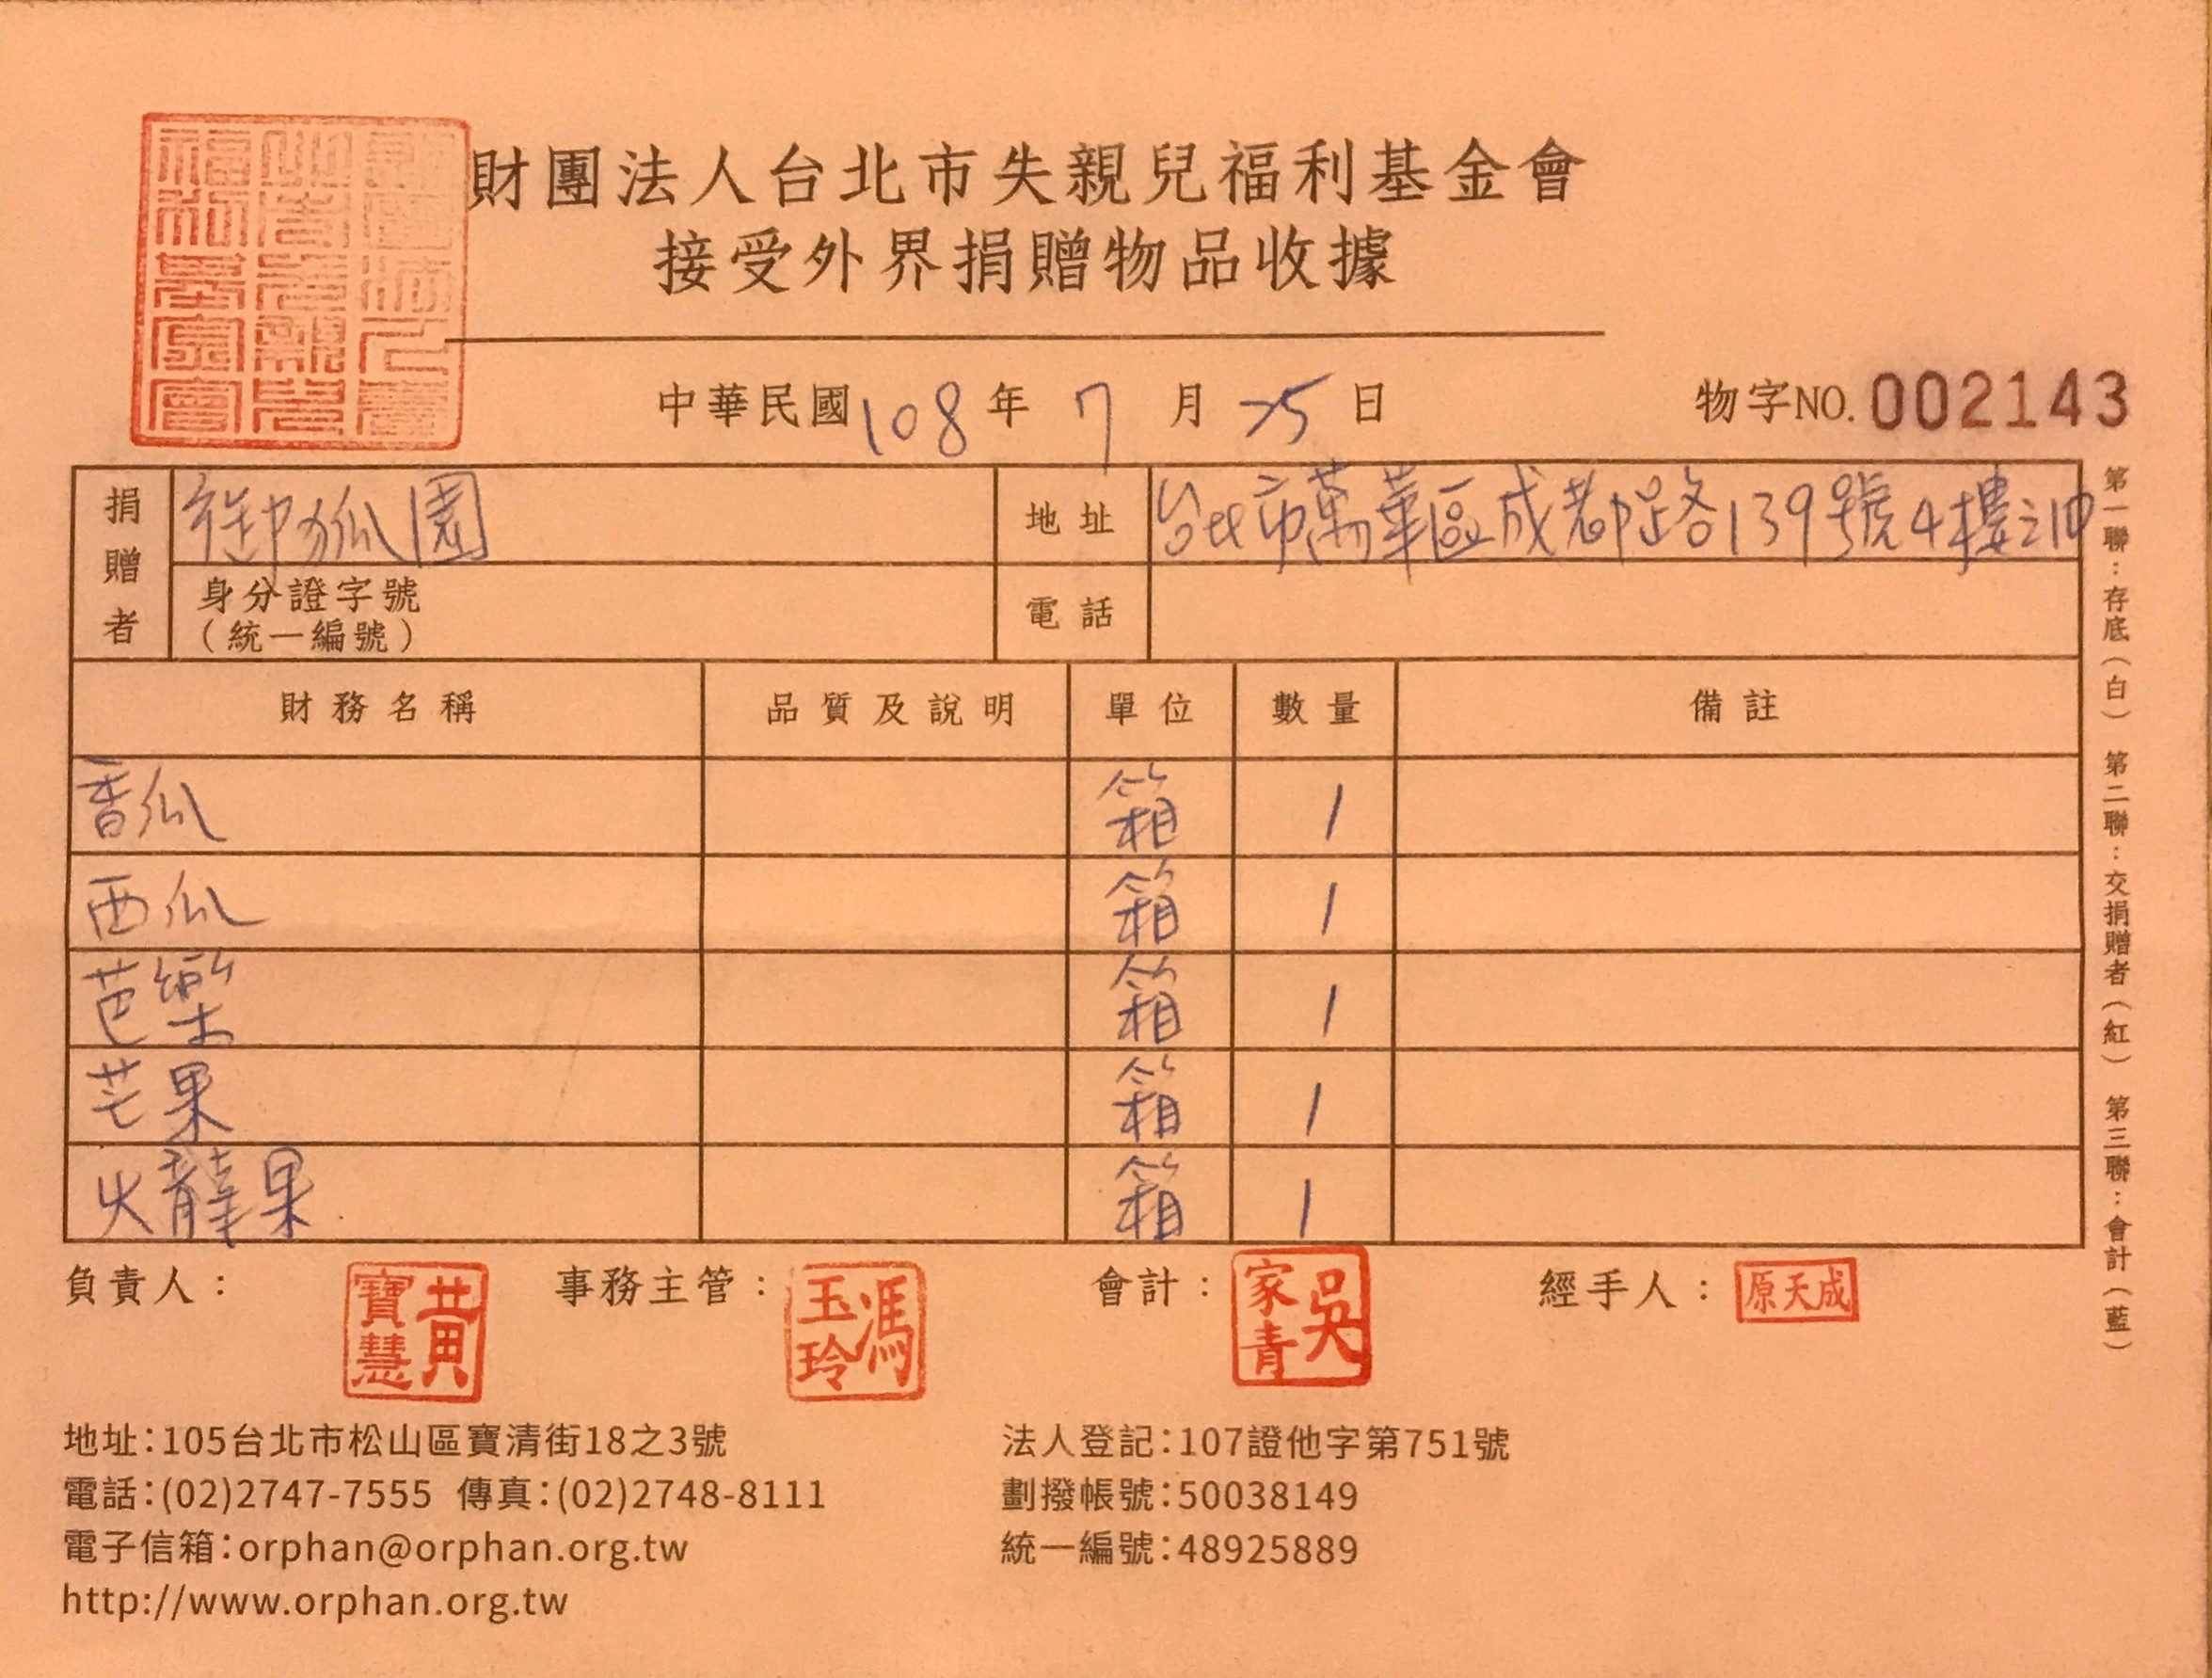 財團法人台北市失親兒福利基金會
接受外界捐贈物品收據
中華民國108年7月25日 物字NO. 002143
捐贈者 御狐園 地址 台北市萬華區成都路139號4樓之10
身分證字號 電話
(統一編號)
財務名稱 品質及說明 單位 數量 備註
香瓜 箱 1
西瓜 箱 1
芭樂 箱 1
芒果 箱 1
火龍果 箱 1
第一聯:存底(白) 第二聯:交捐贈者(紅) 第三聯:會計(藍)
負責人: 黃寶慧 事務主管: 馮玉玲 會計: 吳家青 經手人: 原天成
地址:105台北市松山區寶清街18之3號 法人登記:107證他字第751號
電話:(02)2747-7555 傳真:(02)2748-8111 劃撥帳號:50038149
電子信箱:orphan@orphan.org.tw 統一編號:48925889
http://www.orphan.org.tw